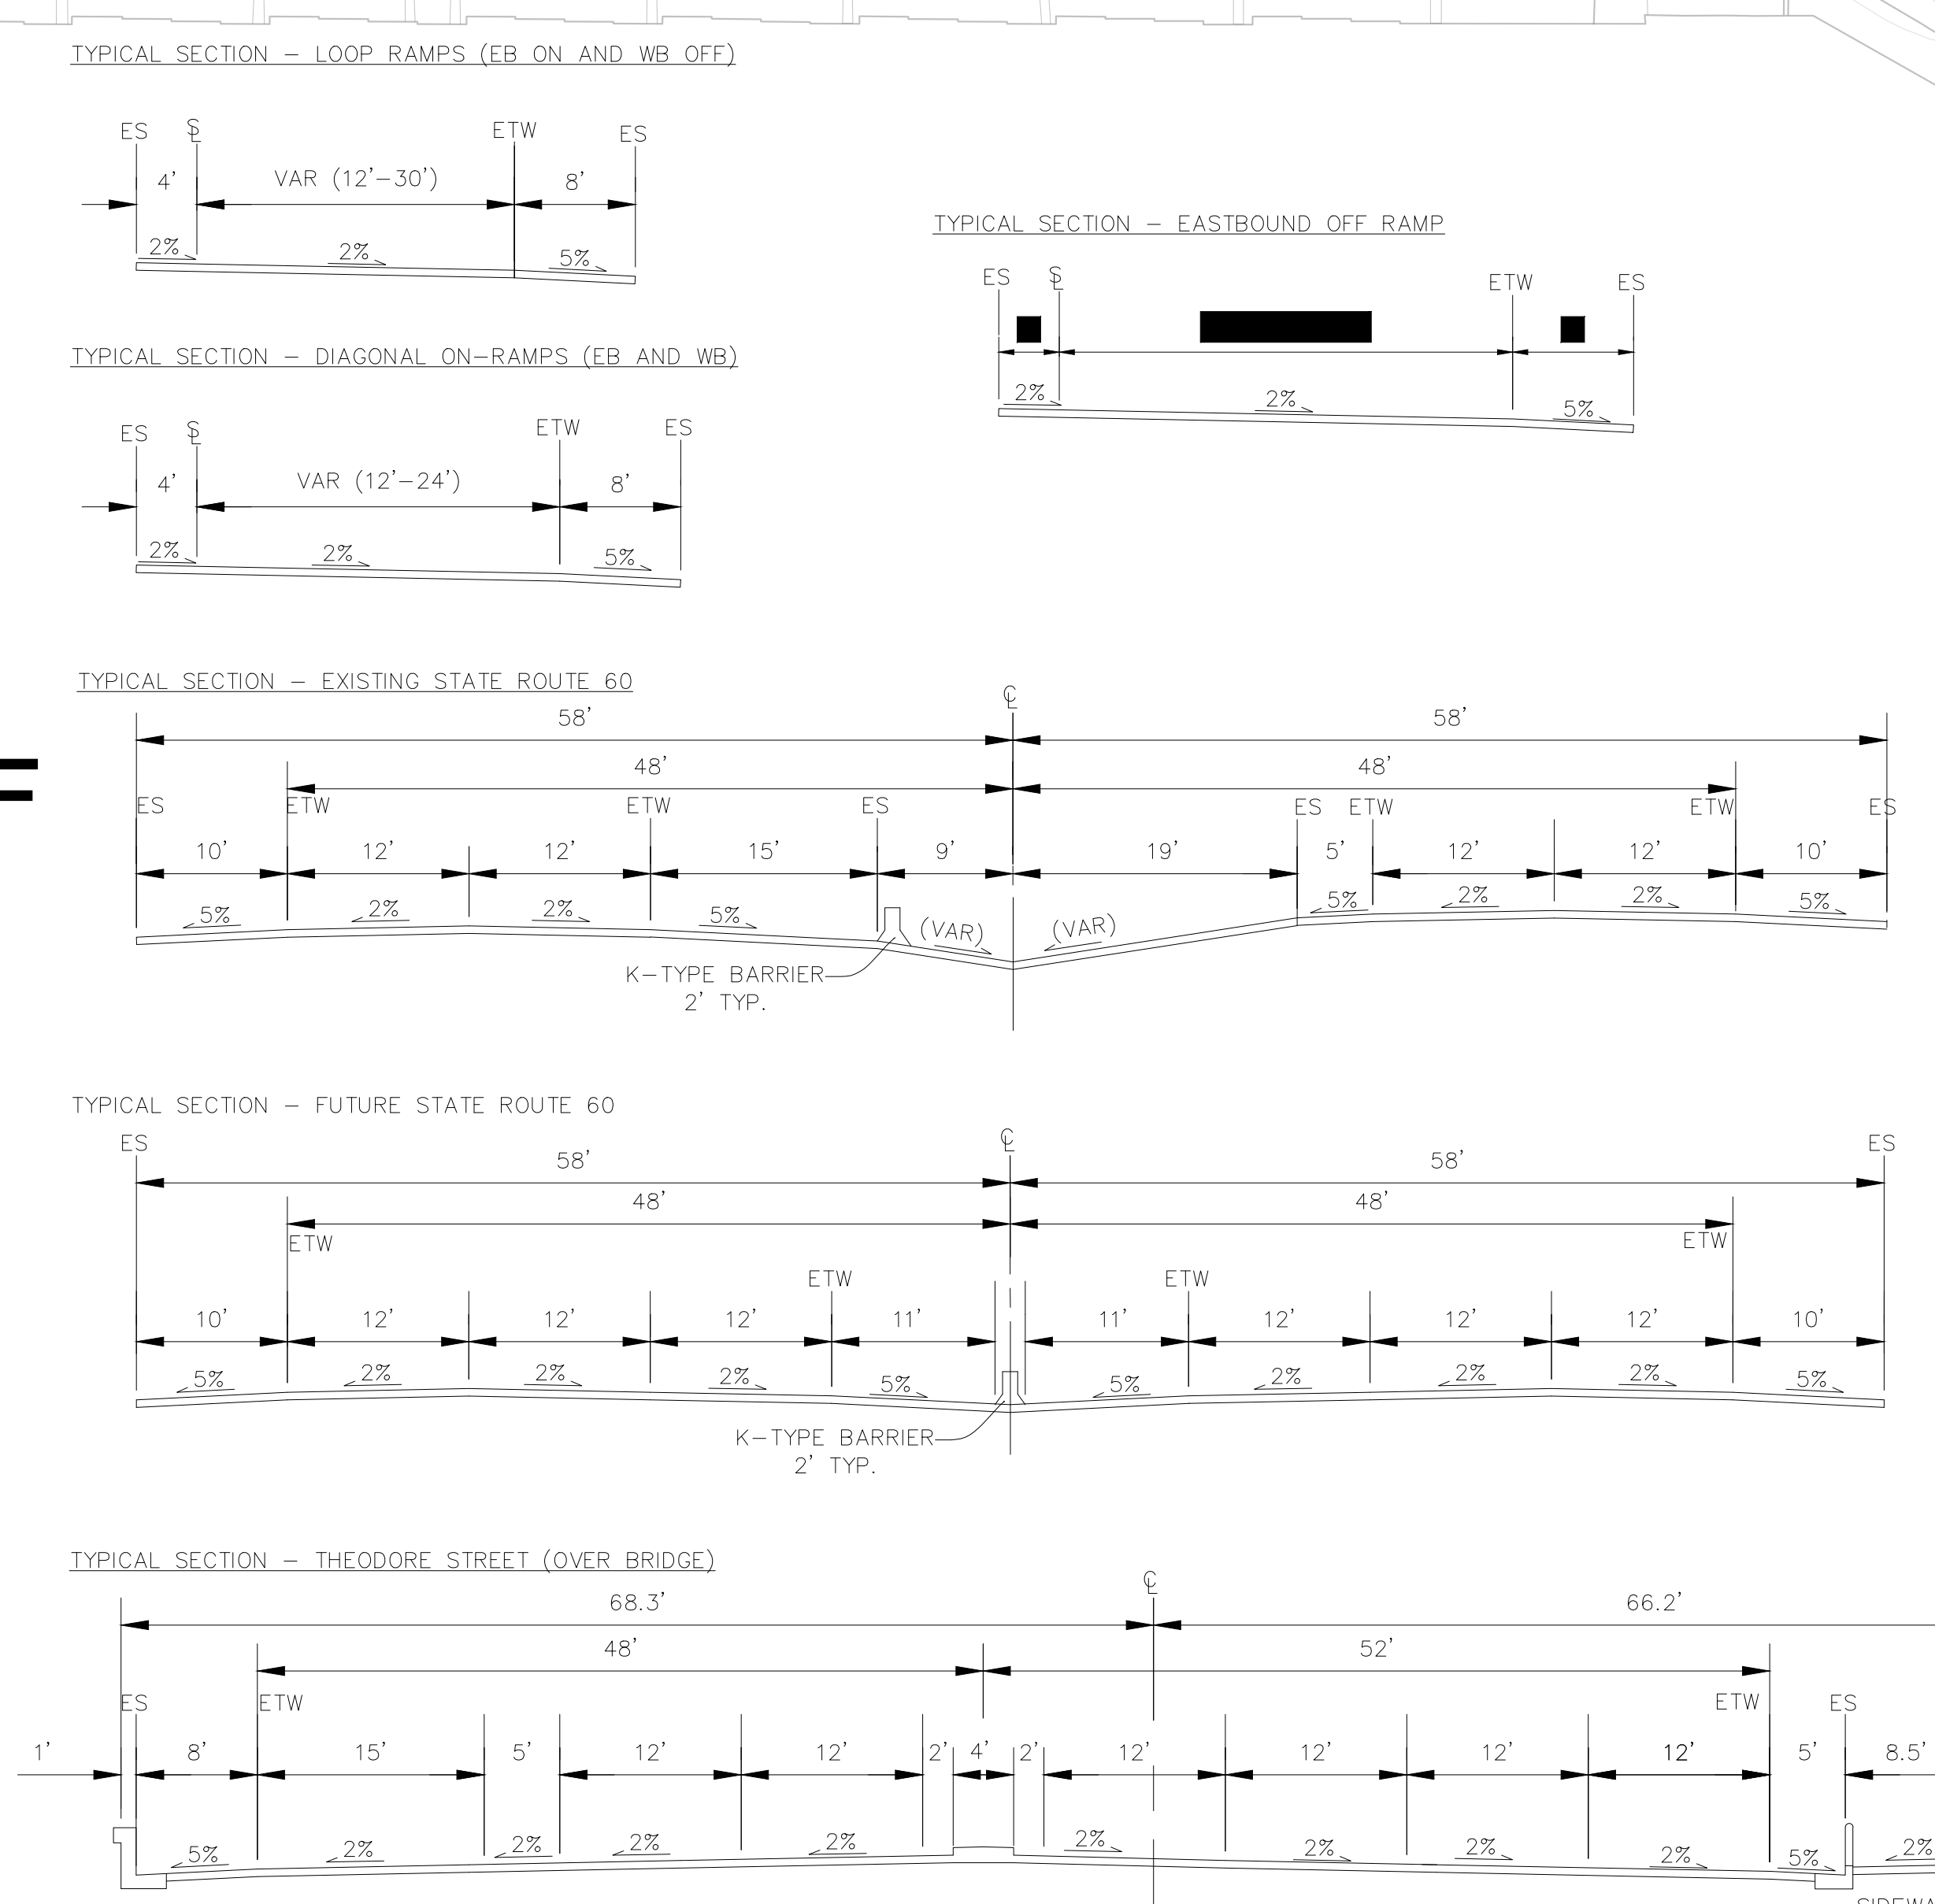 TYPICAL SECTION - LOOP RAMPS (EB ON AND WB OFF)
ES
ETW
ES
4'
VAR (12'-30')
8'
2%
2%
5%
TYPICAL SECTION - EASTBOUND OFF RAMP
ES
ETW
ES
2%
2%
5%
TYPICAL SECTION - DIAGONAL ON-RAMPS (EB AND WB)
ES
ETW
ES
4'
VAR (12'-24')
8'
2%
2%
5%
TYPICAL SECTION - EXISTING STATE ROUTE 60
℄
58'
58'
48'
48'
ES
ETW
ETW
ES
ES
ETW
ETW
ES
10'
12'
12'
15'
9'
19'
5'
12'
12'
10'
5%
2%
2%
5%
(VAR)
(VAR)
5%
2%
2%
5%
K-TYPE BARRIER
2' TYP.
TYPICAL SECTION - FUTURE STATE ROUTE 60
ES
℄
ES
58'
58'
48'
48'
ETW
ETW
ETW
ETW
10'
12'
12'
12'
11'
11'
12'
12'
12'
10'
5%
2%
2%
2%
5%
5%
2%
2%
2%
5%
K-TYPE BARRIER
2' TYP.
TYPICAL SECTION - THEODORE STREET (OVER BRIDGE)
℄
68.3'
66.2'
48'
52'
ES
ETW
ETW
ES
1'
8'
15'
5'
12'
12'
2'
4'
2'
12'
12'
12'
12'
5'
8.5'
5%
2%
2%
2%
2%
2%
2%
2%
2%
5%
2%